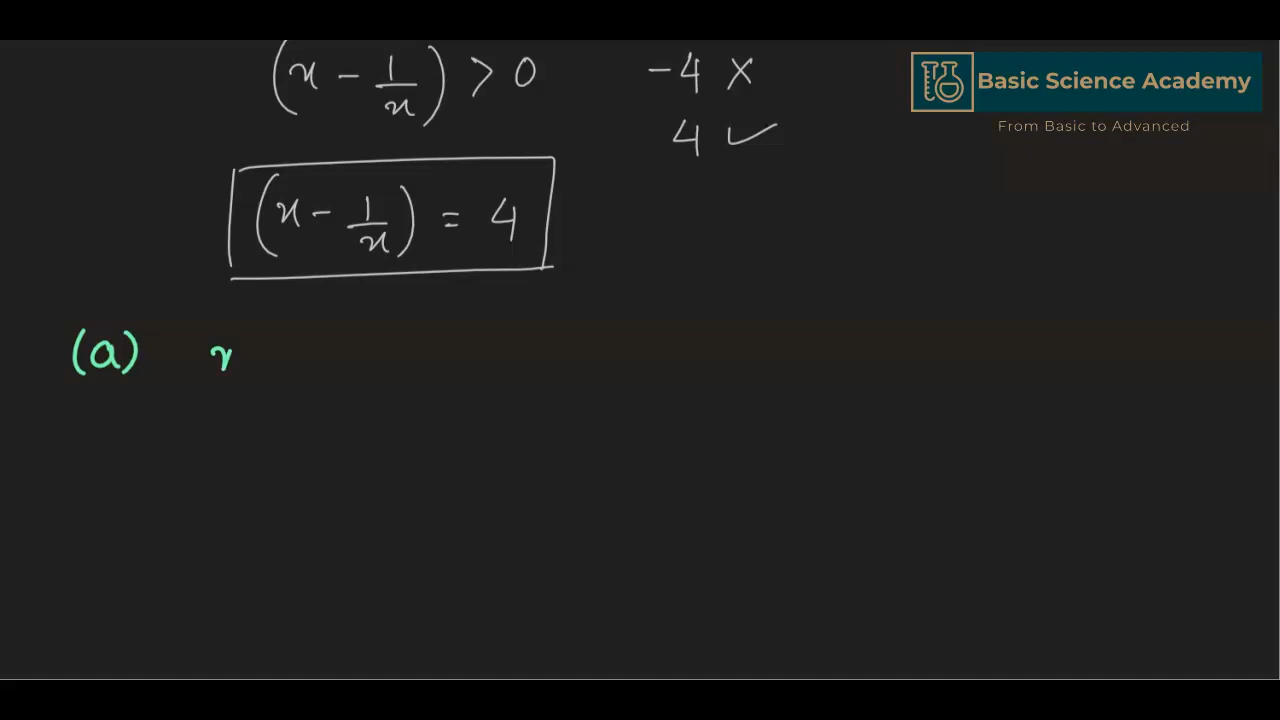 (x - 1/x) > 0   -4 ×
4 ✓
(x - 1/x) = 4
(a) x
Basic Science Academy
From Basic to Advanced